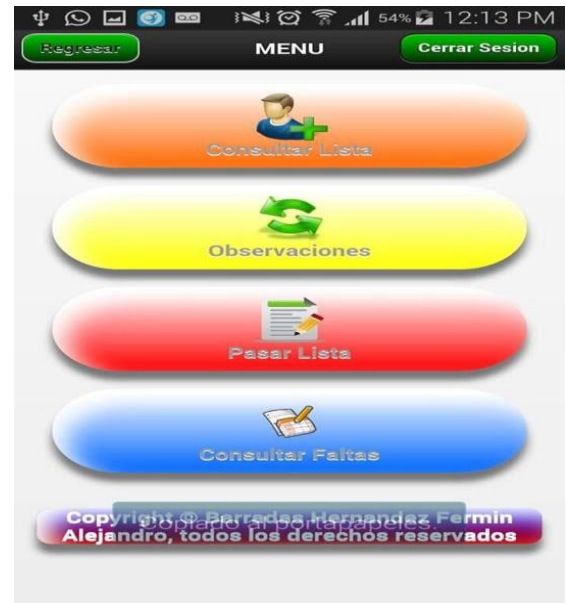 54% 12:13 PM
Regresar MENU Cerrar Sesion
Consultar Lista
Observaciones
Pasar Lista
Consultar Faltas
Copyright © Barradas Hernandez Fermin
Alejandro, todos los derechos reservados
Copiado al portapapeles.